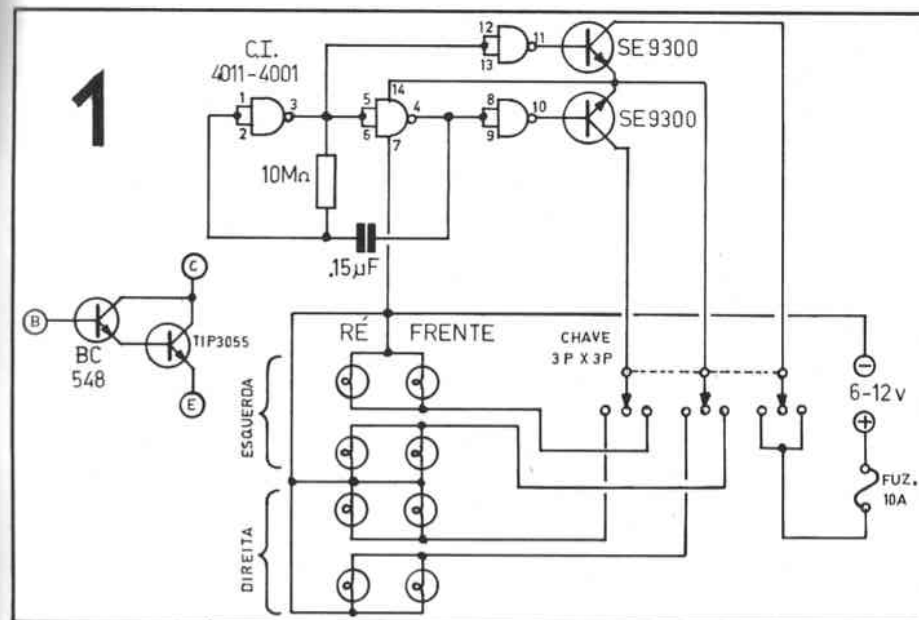 1
C.I.
4011-4001
1
2
3
5
6
14
4
7
12
13
11
8
9
10
SE9300
SE9300
10MΩ
.15µF
B
C
E
BC
548
TIP3055
RÉ FRENTE
ESQUERDA
DIREITA
CHAVE
3P X 3P
−
6-12v
+
FUZ.
10A